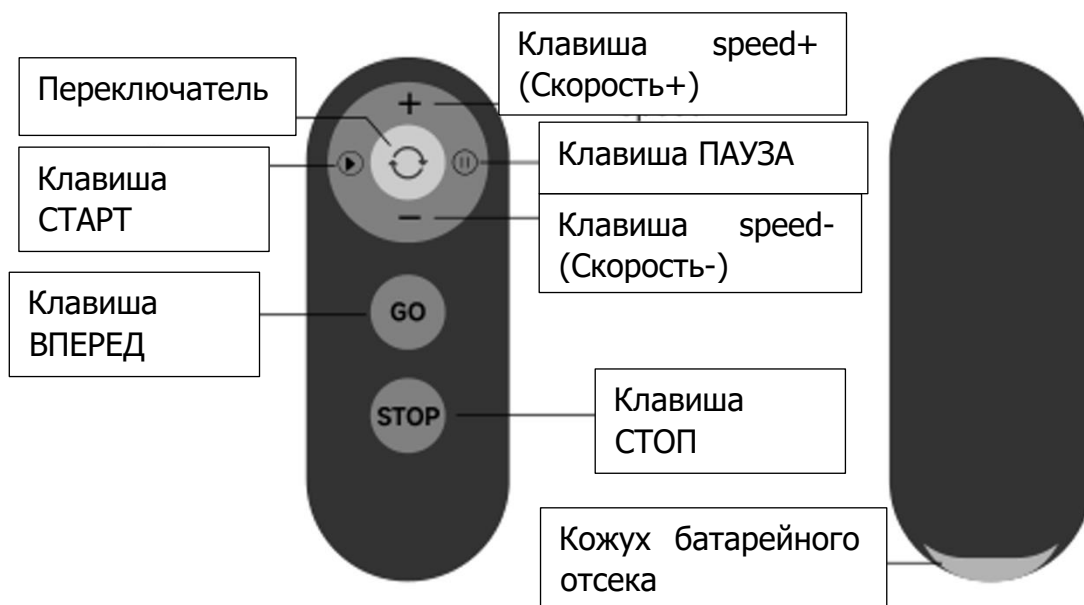 Клавиша speed+
(Скорость+)
Переключатель
+
Клавиша ПАУЗА
Клавиша
СТАРТ
−
Клавиша speed-
(Скорость-)
Клавиша
ВПЕРЕД
GO
STOP
Клавиша
СТОП
Кожух батарейного
отсека